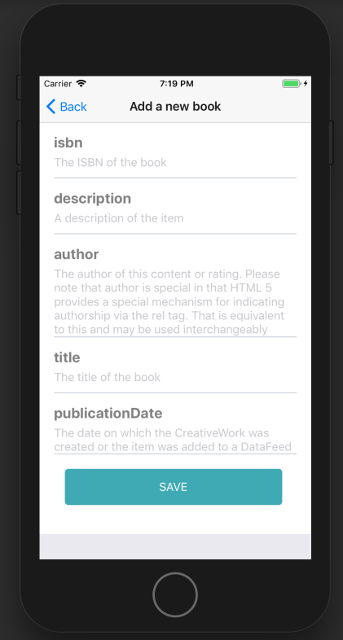 Carrier 7:19 PM
Back Add a new book
isbn
The ISBN of the book
description
A description of the item
author
The author of this content or rating. Please
note that author is special in that HTML 5
provides a special mechanism for indicating
authorship via the rel tag. That is equivalent
to this and may be used interchangeably
title
The title of the book
publicationDate
The date on which the CreativeWork was
created or the item was added to a DataFeed
SAVE